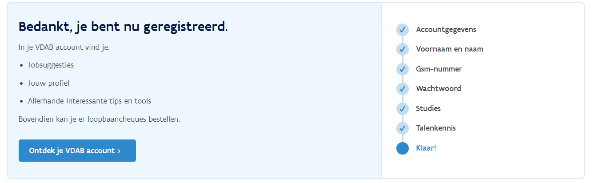 Bedankt, je bent nu geregistreerd.
In je VDAB account vind je:
Jobsuggesties
Jouw profiel
Allerhande interessante tips en tools
Bovendien kan je er loopbaancheques bestellen.
Ontdek je VDAB account ›
Accountgegevens
Voornaam en naam
Gsm-nummer
Wachtwoord
Studies
Talenkennis
Klaar!